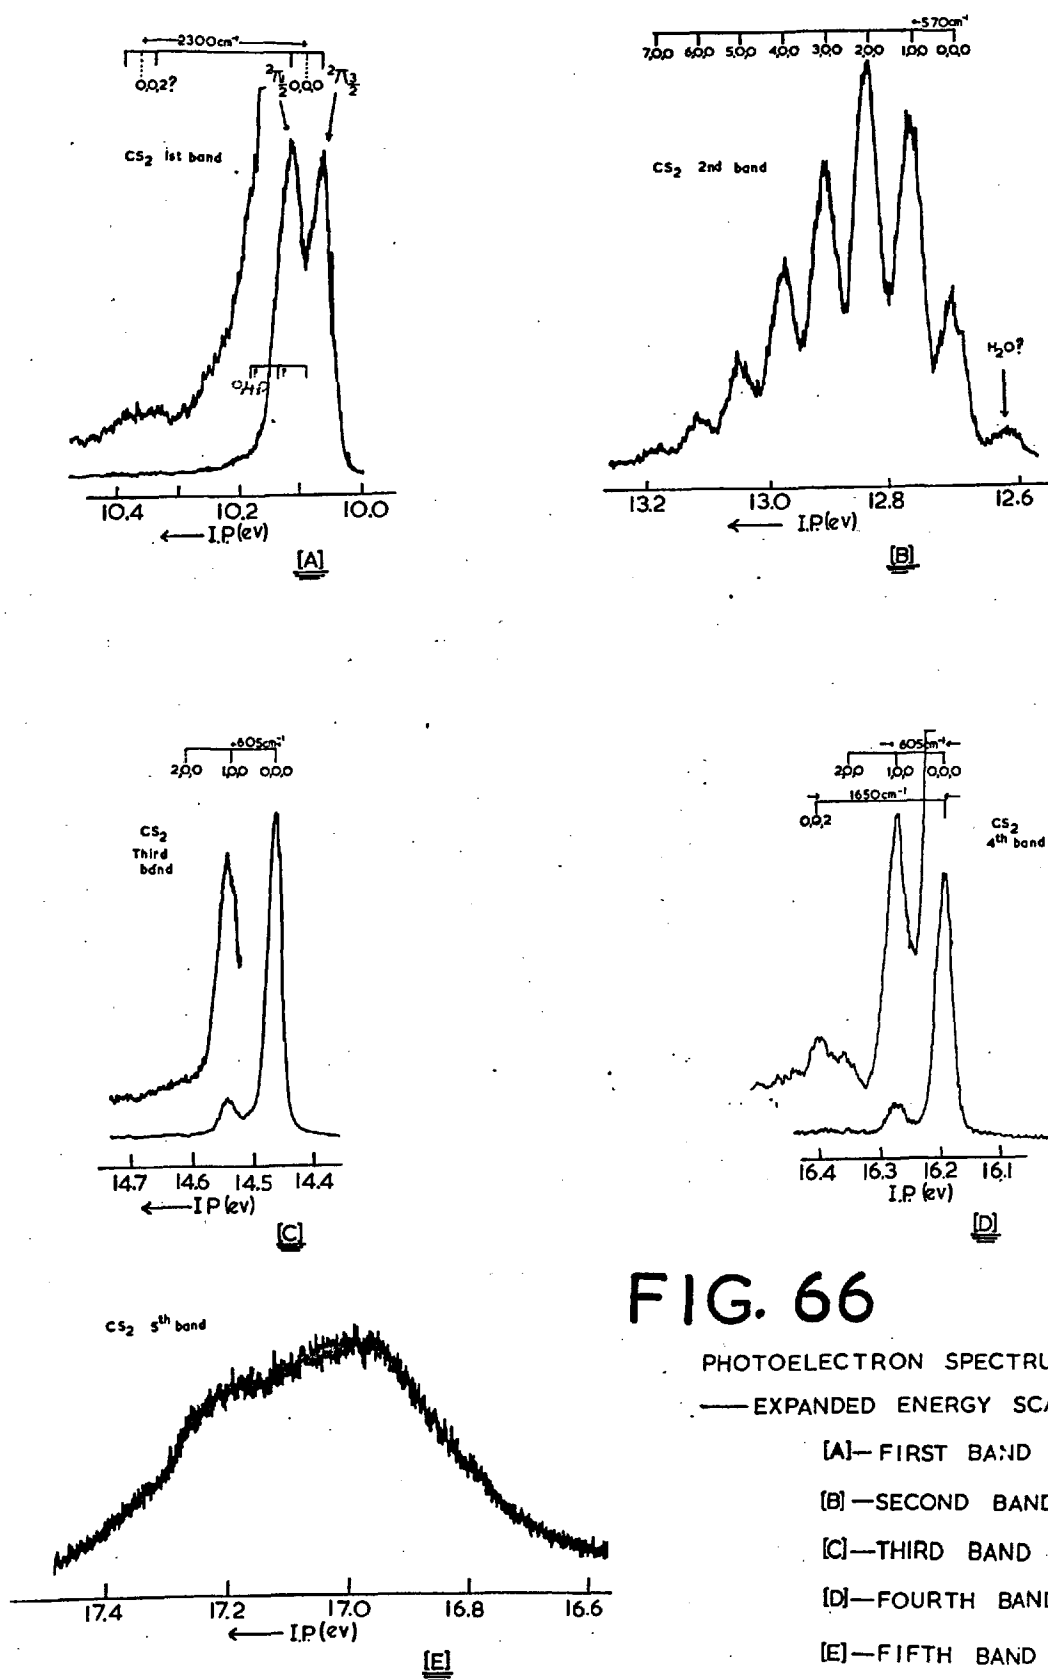 2300cm⁻¹
0,0,2?
²π½
0,0,0
²π3/2
CS₂ 1st band
10.4 10.2 10.1 10.0
← I.P.(ev)
[A]
570cm⁻¹
7,0,0 6,0,0 5,0,0 4,0,0 3,0,0 2,0,0 1,0,0 0,0,0
CS₂ 2nd band
H₂O?
13.2 13.0 12.8 12.6
← I.P.(ev)
[B]
605cm⁻¹
2,0,0 1,0,0 0,0,0
CS₂
Third
band
14.7 14.6 14.5 14.4
← I.P.(ev)
[C]
605cm⁻¹
2,0,0 1,0,0 0,0,0
1650cm⁻¹
0,0,2
CS₂
4th band
16.4 16.3 16.2 16.1
I.P.(ev)
[D]
CS₂ 5th band
17.4 17.2 17.0 16.8 16.6
← I.P.(ev)
[E]
FIG. 66
PHOTOELECTRON SPECTRU
— EXPANDED ENERGY SCA
[A]— FIRST BAND
[B]— SECOND BAND
[C]— THIRD BAND
[D]— FOURTH BAND
[E]— FIFTH BAND